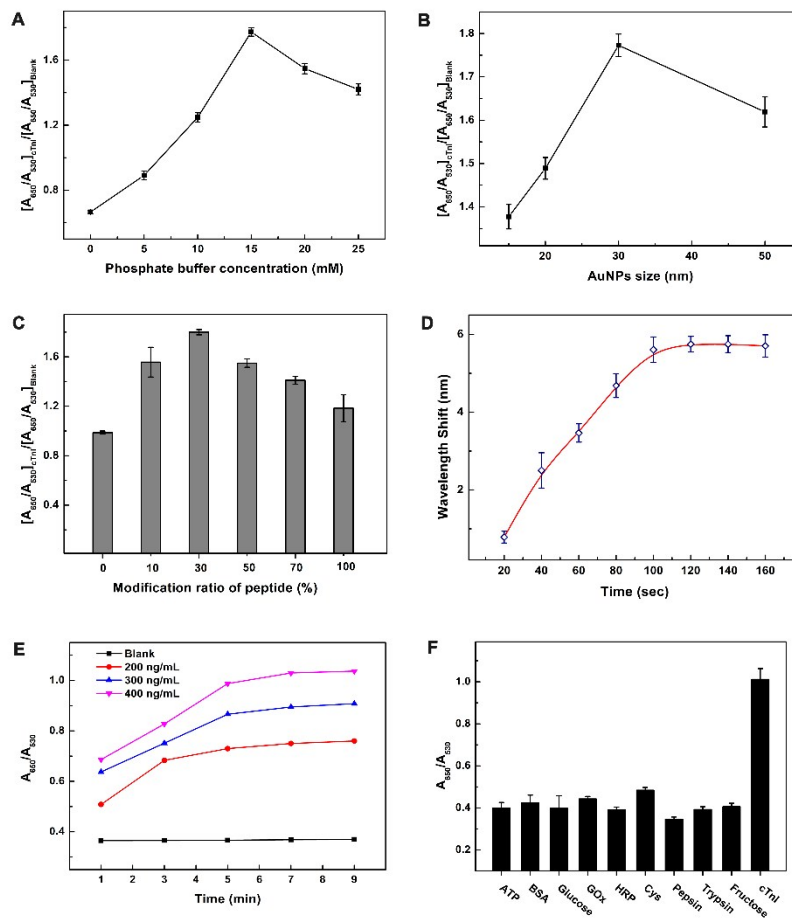 A
[A650/A530]cTnI/[A650/A530]Blank
1.6
1.2
0.8
0 5 10 15 20 25
Phosphate buffer concentration (mM)
B
[A650/A530]cTnI/[A650/A530]Blank
1.8
1.7
1.6
1.5
1.4
20 30 40 50
AuNPs size (nm)
C
[A650/A530]cTnI/[A650/A530]Blank
1.6
1.2
0.8
0.4
0 10 30 50 70 100
Modification ratio of peptide (%)
D
Wavelength Shift (nm)
6
4
2
20 40 60 80 100 120 140 160
Time (sec)
E
Blank
200 ng/mL
300 ng/mL
400 ng/mL
A650/A530
1.0
0.8
0.6
0.4
1 3 5 7 9
Time (min)
F
A650/A530
1.0
0.8
0.6
0.4
0.2
ATP BSA Glucose GOx HRP Cys Pepsin Trypsin Fructose cTnI